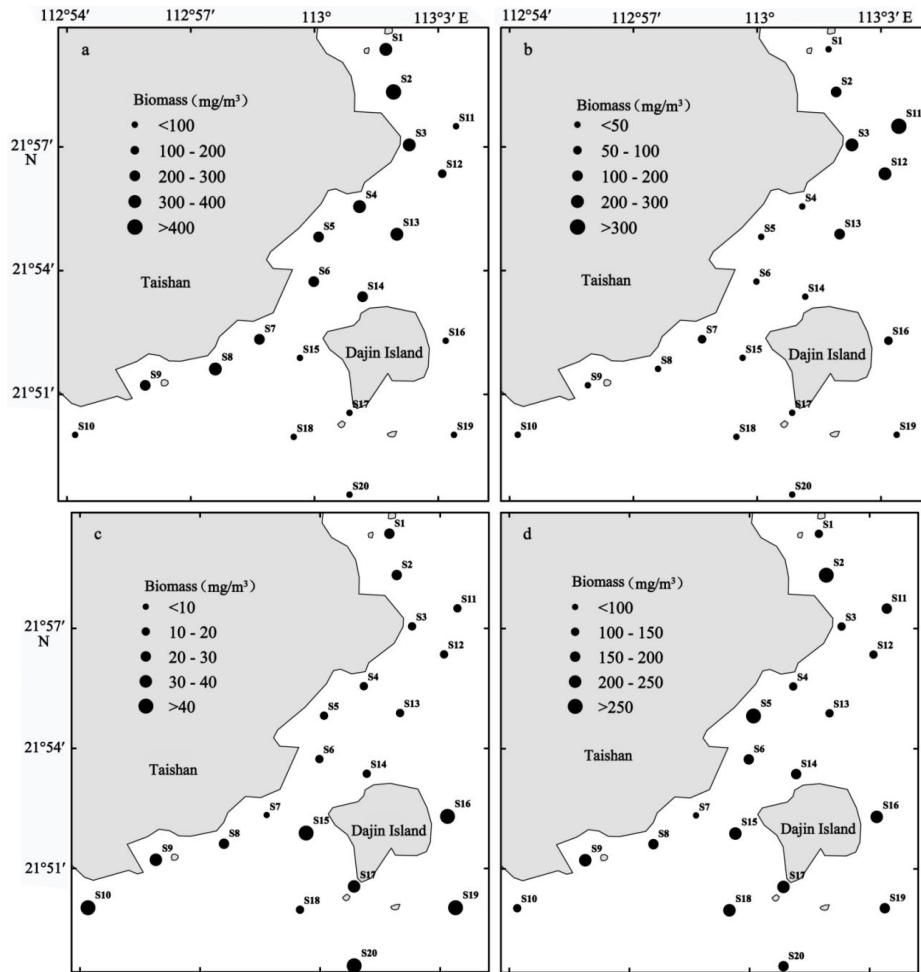 112°54′ 112°57′ 113° 113°3′ E
112°54′ 112°57′ 113° 113°3′ E
a
Biomass (mg/m³)
<100
100 - 200
200 - 300
300 - 400
>400
21°57′
N
21°54′
21°51′
Taishan
Dajin Island
S1
S2
S11
S3
S12
S4
S13
S5
S6
S14
S7
S16
S15
S8
S9
S17
S10
S18
S19
S20
b
Biomass (mg/m³)
<50
50 - 100
100 - 200
200 - 300
>300
Taishan
Dajin Island
S1
S2
S11
S3
S12
S4
S13
S5
S6
S14
S7
S16
S15
S8
S9
S17
S10
S18
S19
S20
c
Biomass (mg/m³)
<10
10 - 20
20 - 30
30 - 40
>40
21°57′
N
21°54′
21°51′
Taishan
Dajin Island
S1
S2
S11
S3
S12
S4
S13
S5
S6
S14
S7
S16
S15
S8
S9
S17
S10
S18
S19
S20
d
Biomass (mg/m³)
<100
100 - 150
150 - 200
200 - 250
>250
Taishan
Dajin Island
S1
S2
S11
S3
S12
S4
S13
S5
S6
S14
S7
S16
S15
S8
S9
S17
S10
S18
S19
S20